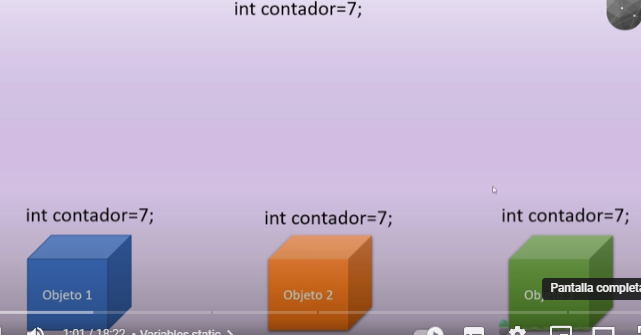 int contador=7;
int contador=7;
int contador=7;
int contador=7;
Objeto 1
Objeto 2
Pantalla completa
1:01 / 18:22 • Variables static